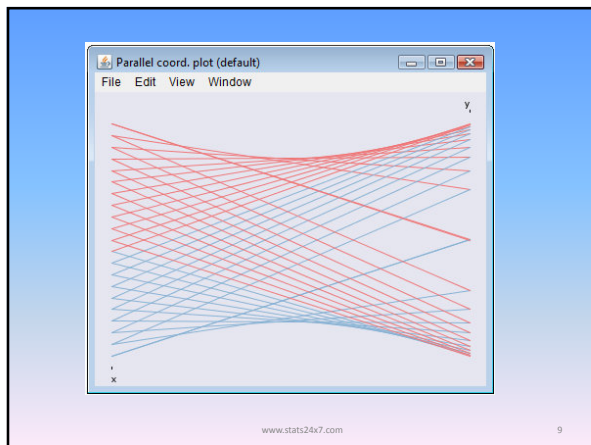 Parallel coord. plot (default)
File Edit View Window
y
x
www.stats24x7.com 9